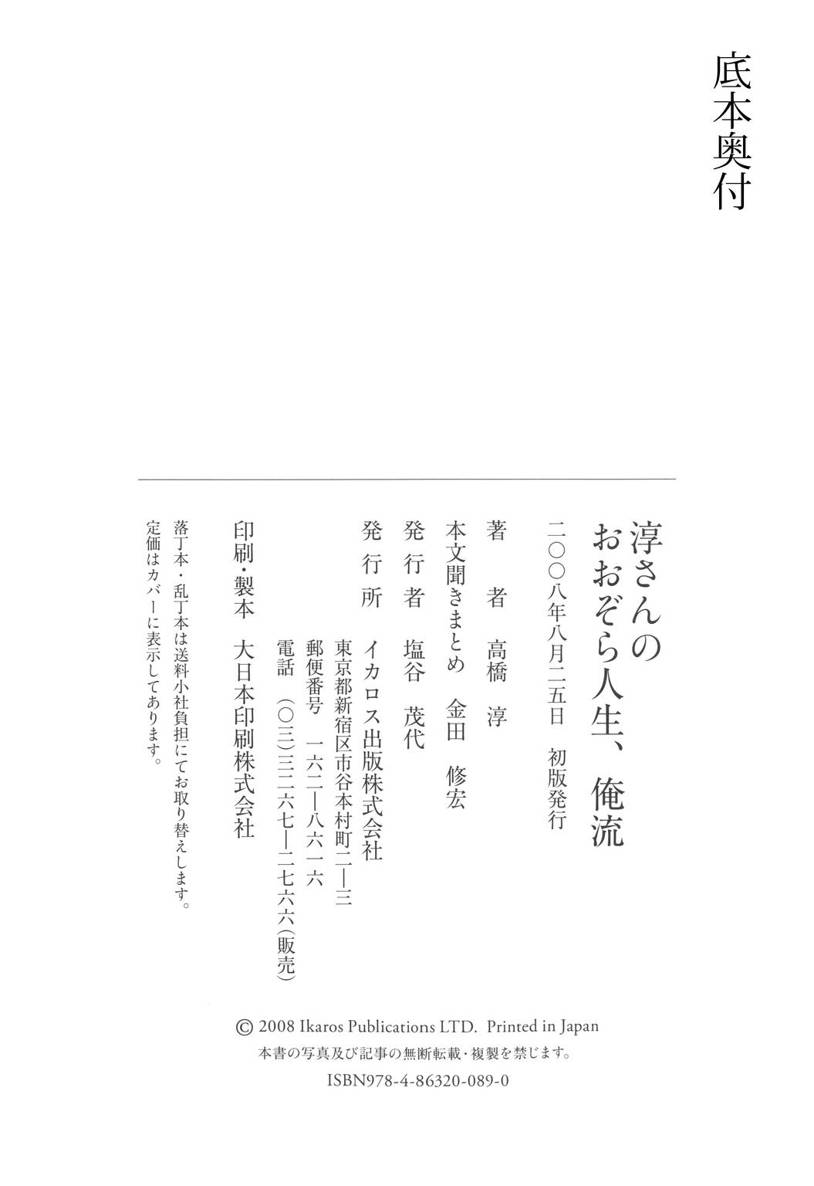 底本奥付
淳さんの
おおぞら人生、俺流
二〇〇八年八月二五日　初版発行
著　者　高橋　淳
本文聞きまとめ　金田　修宏
発行者　塩谷　茂代
発行所　イカロス出版株式会社
東京都新宿区市谷本村町二―三
郵便番号　一六二―八六一六
電話　（〇三）三二六七―二七六六（販売）
印刷・製本　大日本印刷株式会社
落丁本・乱丁本は送料小社負担にてお取り替えします。
定価はカバーに表示してあります。
© 2008 Ikaros Publications LTD. Printed in Japan
本書の写真及び記事の無断転載・複製を禁じます。
ISBN978-4-86320-089-0